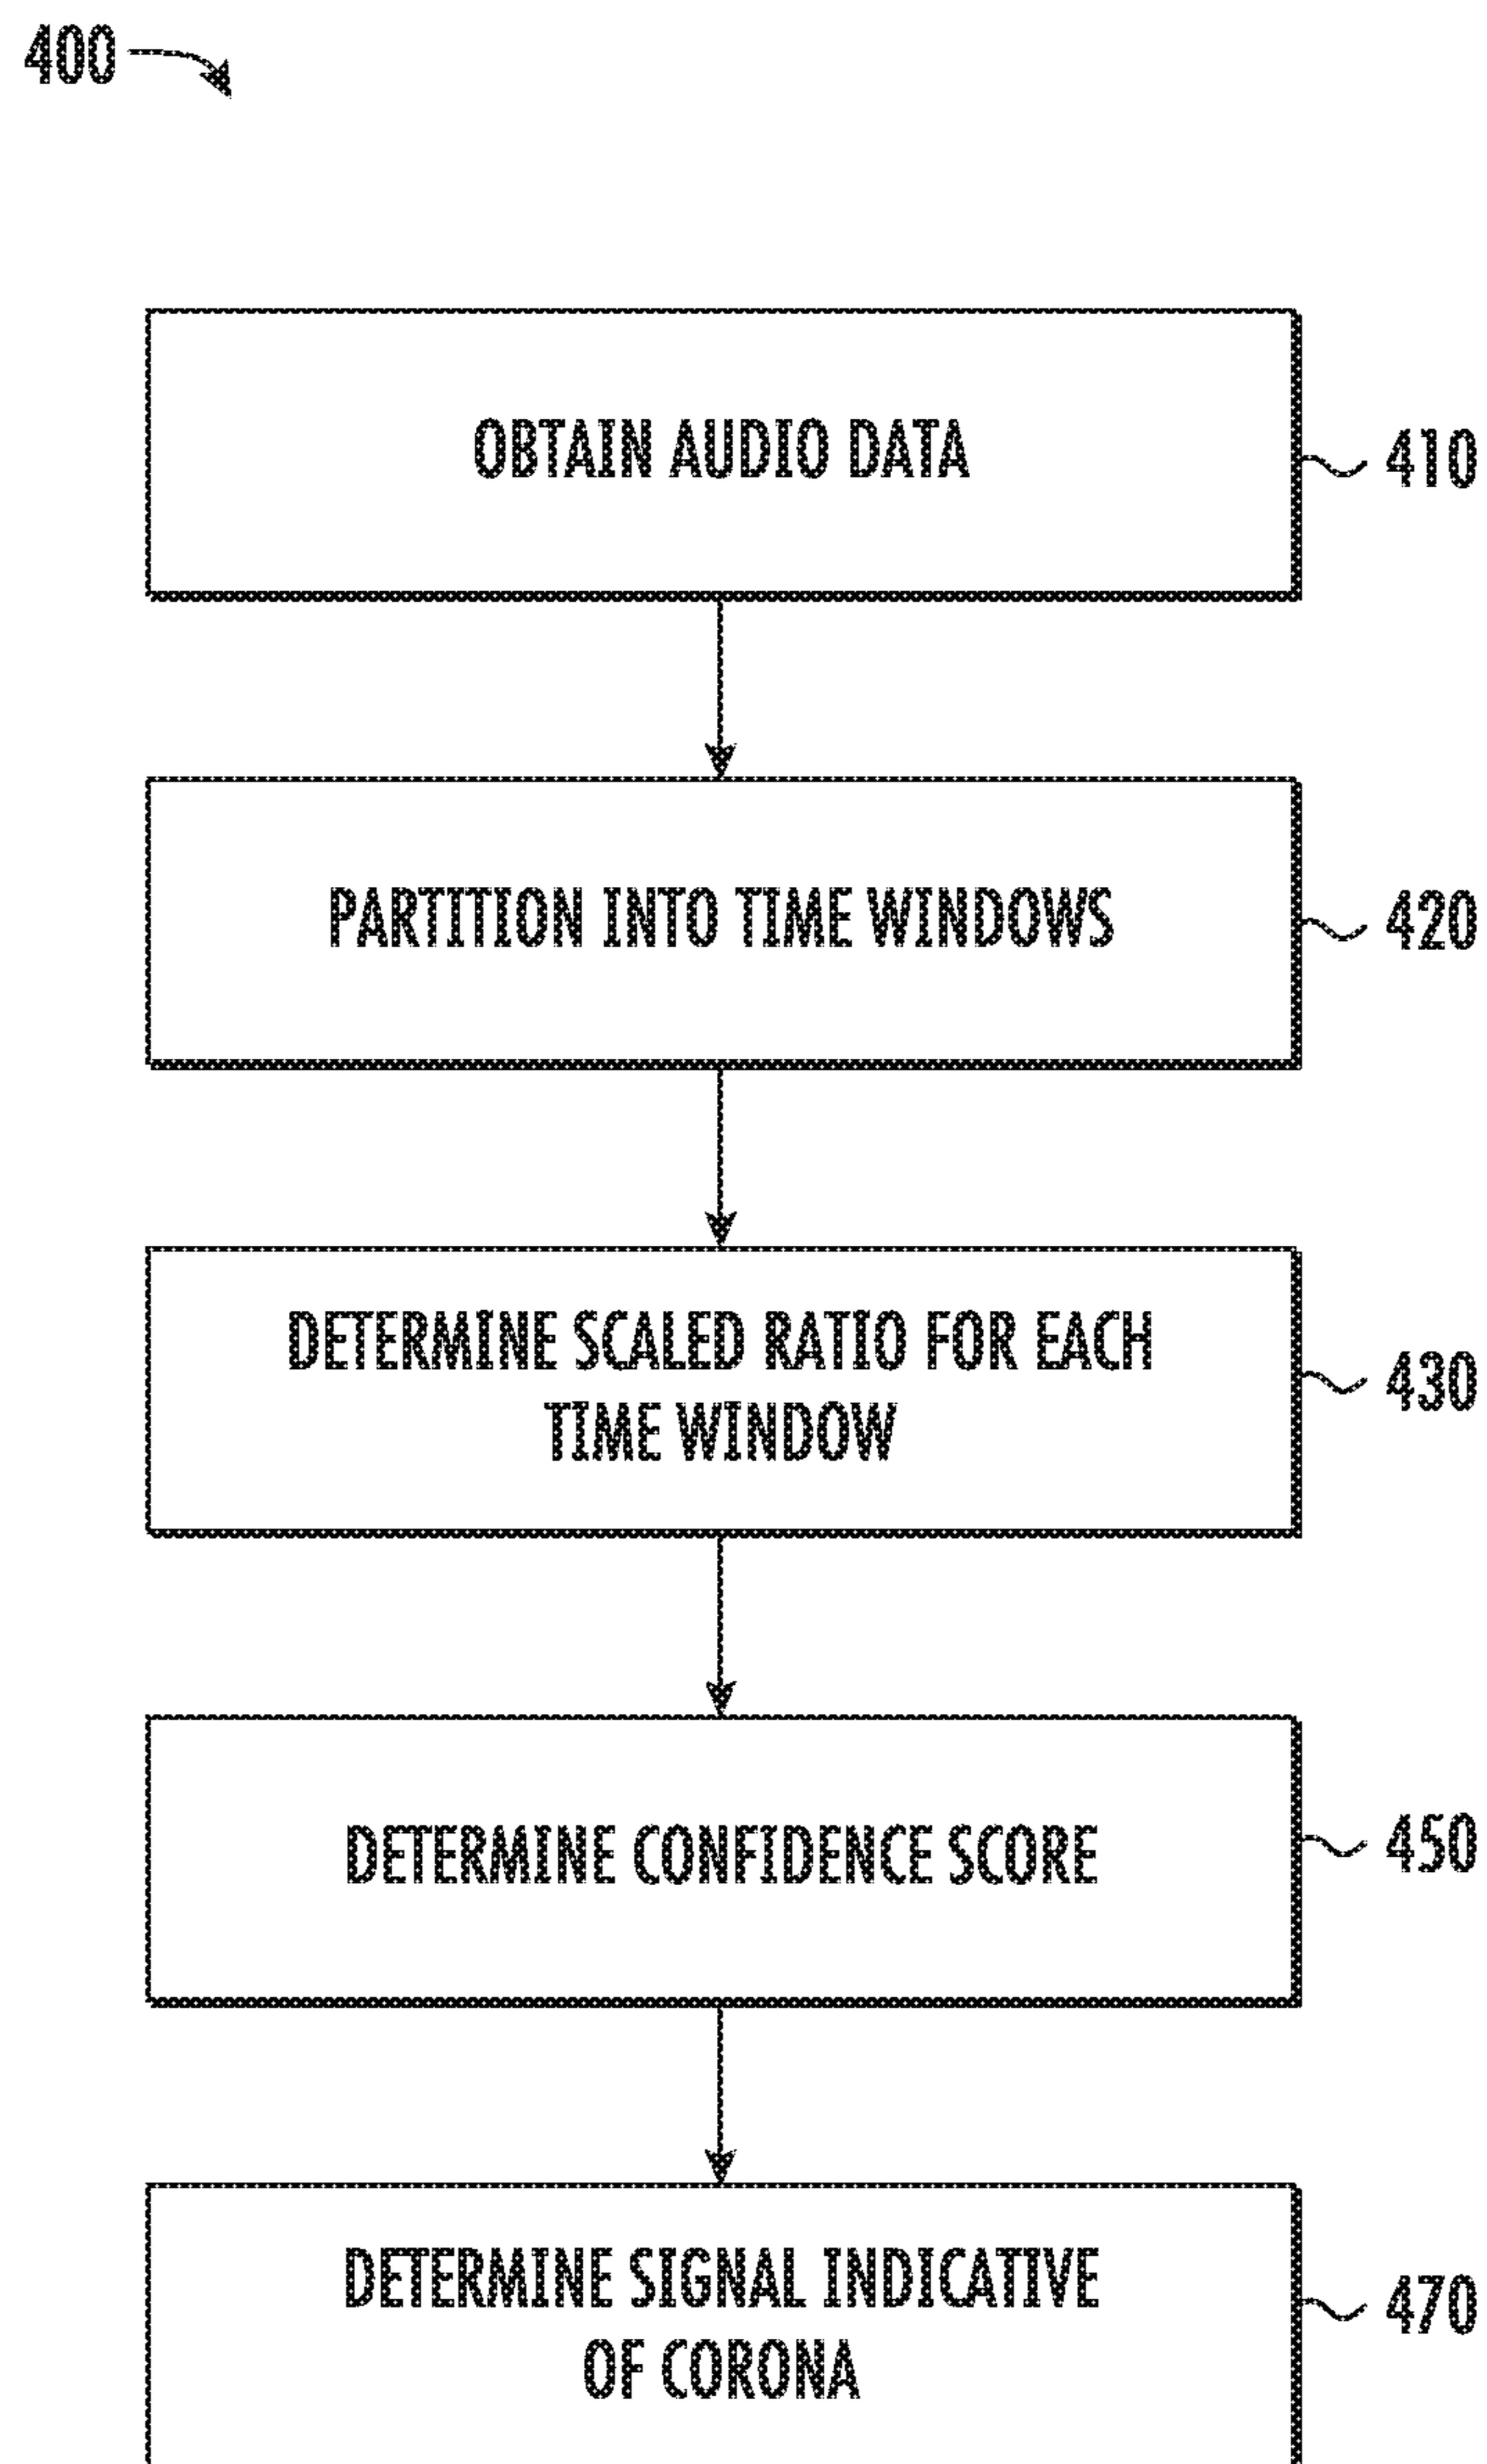 400
OBTAIN AUDIO DATA
410
PARTITION INTO TIME WINDOWS
420
DETERMINE SCALED RATIO FOR EACH
TIME WINDOW
430
DETERMINE CONFIDENCE SCORE
450
DETERMINE SIGNAL INDICATIVE
OF CORONA
470